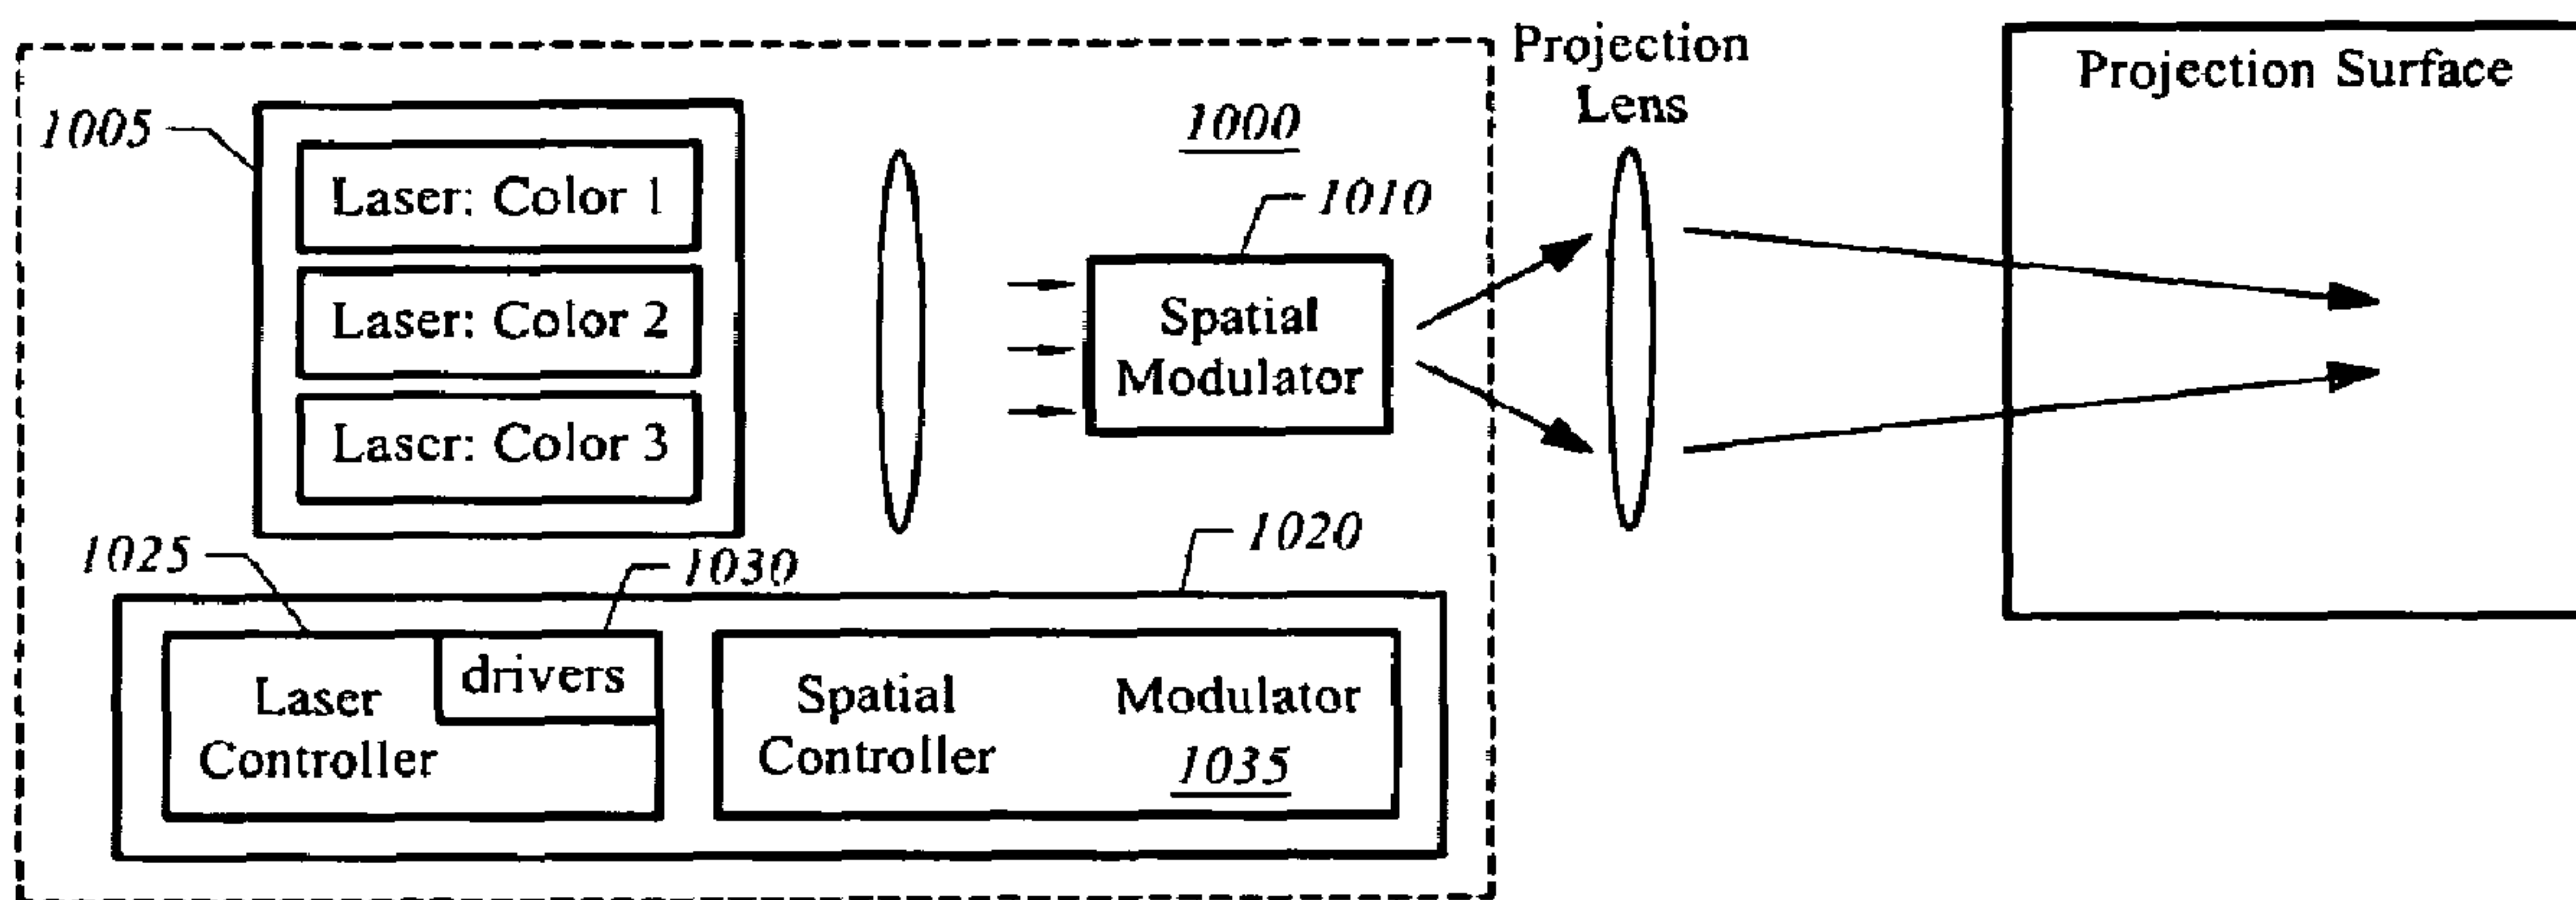 Projection
Lens
Projection Surface
1005
1000
Laser: Color 1
1010
Laser: Color 2
Spatial
Modulator
Laser: Color 3
1020
1025
1030
drivers
Laser
Controller
Spatial Modulator
Controller 1035